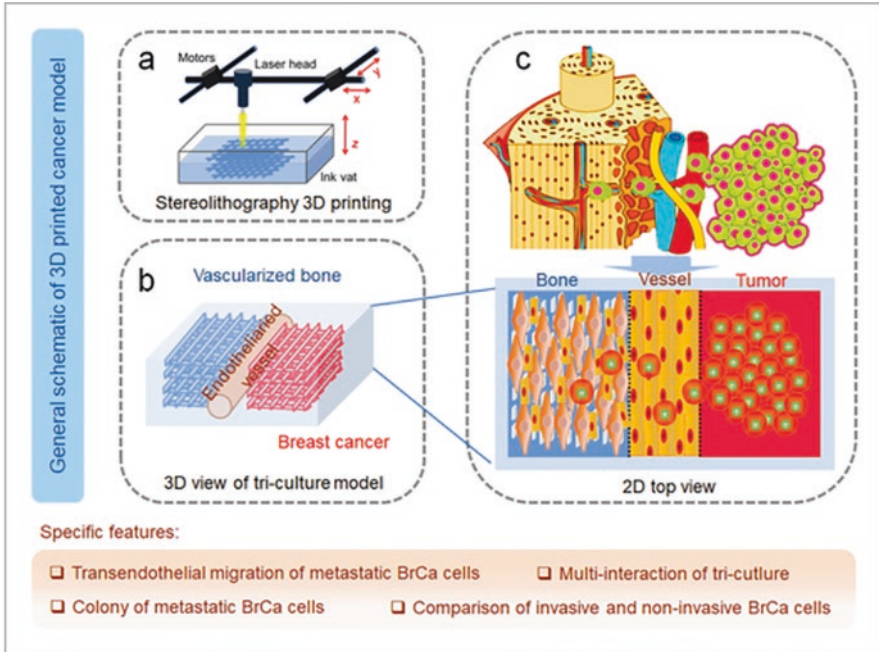 General schematic of 3D printed cancer model
a
Motors
Laser head
y
x
z
Ink vat
Stereolithography 3D printing
b
Vascularized bone
Endotheliaried
vessel
Breast cancer
3D view of tri-culture model
c
Bone
Vessel
Tumor
2D top view
Specific features:
❑ Transendothelial migration of metastatic BrCa cells
❑ Multi-interaction of tri-cutlure
❑ Colony of metastatic BrCa cells
❑ Comparison of invasive and non-invasive BrCa cells